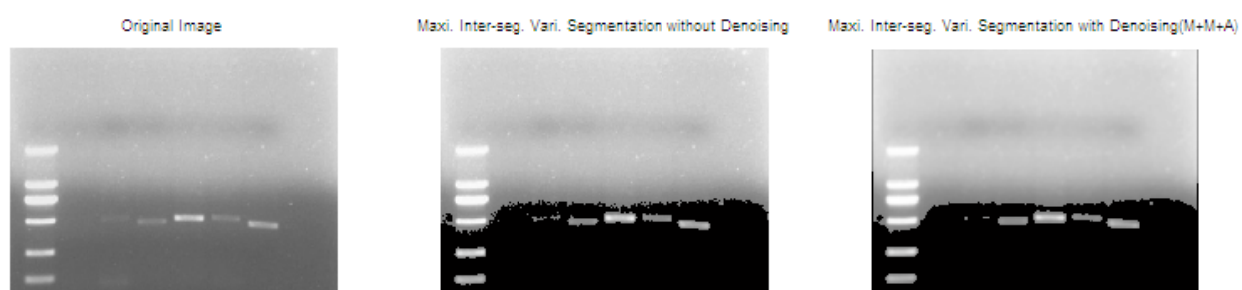 Original Image
Maxi. Inter-seg. Vari. Segmentation without Denoising
Maxi. Inter-seg. Vari. Segmentation with Denoising(M+M+A)